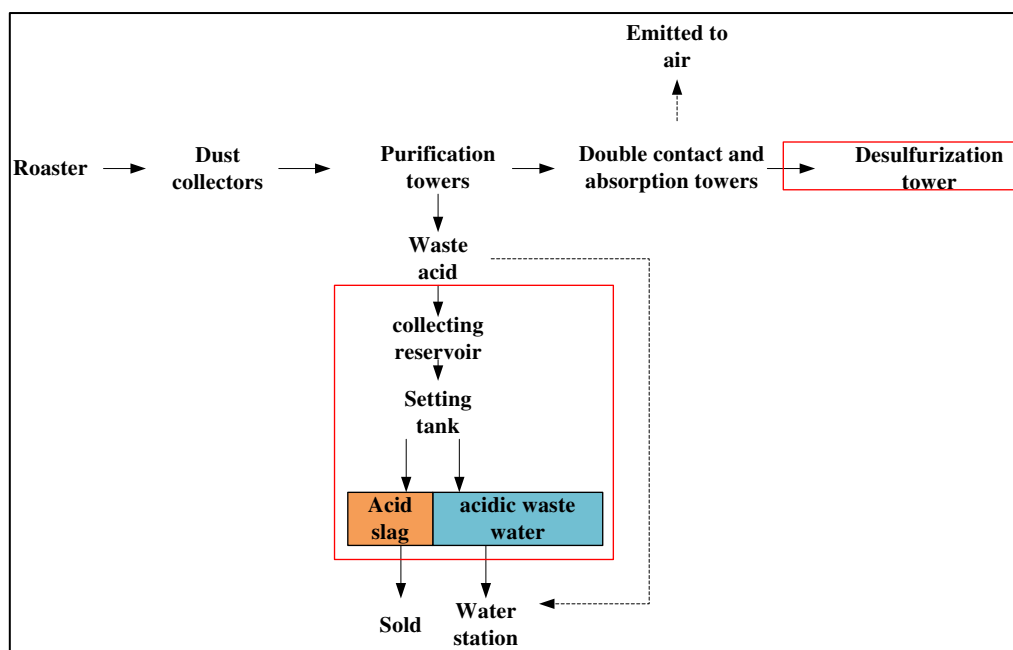 Emitted to
air
Roaster
Dust
collectors
Purification
towers
Double contact and
absorption towers
Desulfurization
tower
Waste
acid
collecting
reservoir
Setting
tank
Acid
slag
acidic waste
water
Sold
Water
station